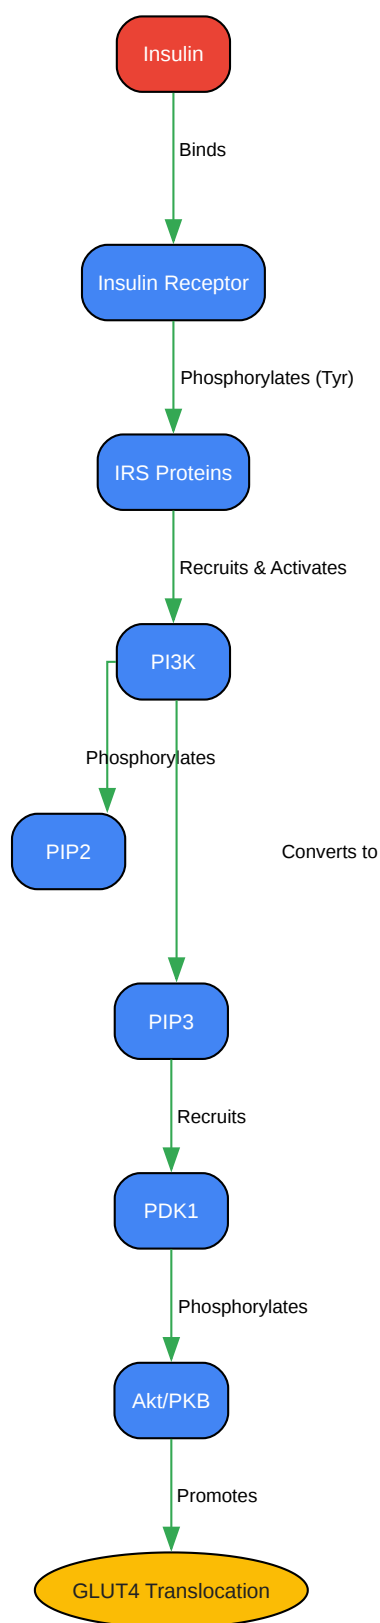 Insulin
Binds
Insulin Receptor
Phosphorylates (Tyr)
IRS Proteins
Recruits & Activates
PI3K
Phosphorylates
PIP2
Converts to
PIP3
Recruits
PDK1
Phosphorylates
Akt/PKB
Promotes
GLUT4 Translocation